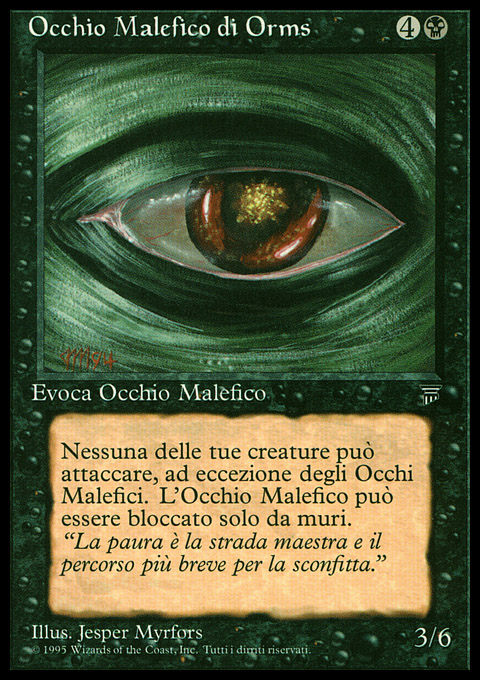 Occhio Malefico di Orms
4
Evoca Occhio Malefico
Nessuna delle tue creature può
attaccare, ad eccezione degli Occhi
Malefici. L'Occhio Malefico può
essere bloccato solo da muri.
"La paura è la strada maestra e il
percorso più breve per la sconfitta."
Illus. Jesper Myrfors
3/6
© 1995 Wizards of the Coast, Inc. Tutti i diritti riservati.